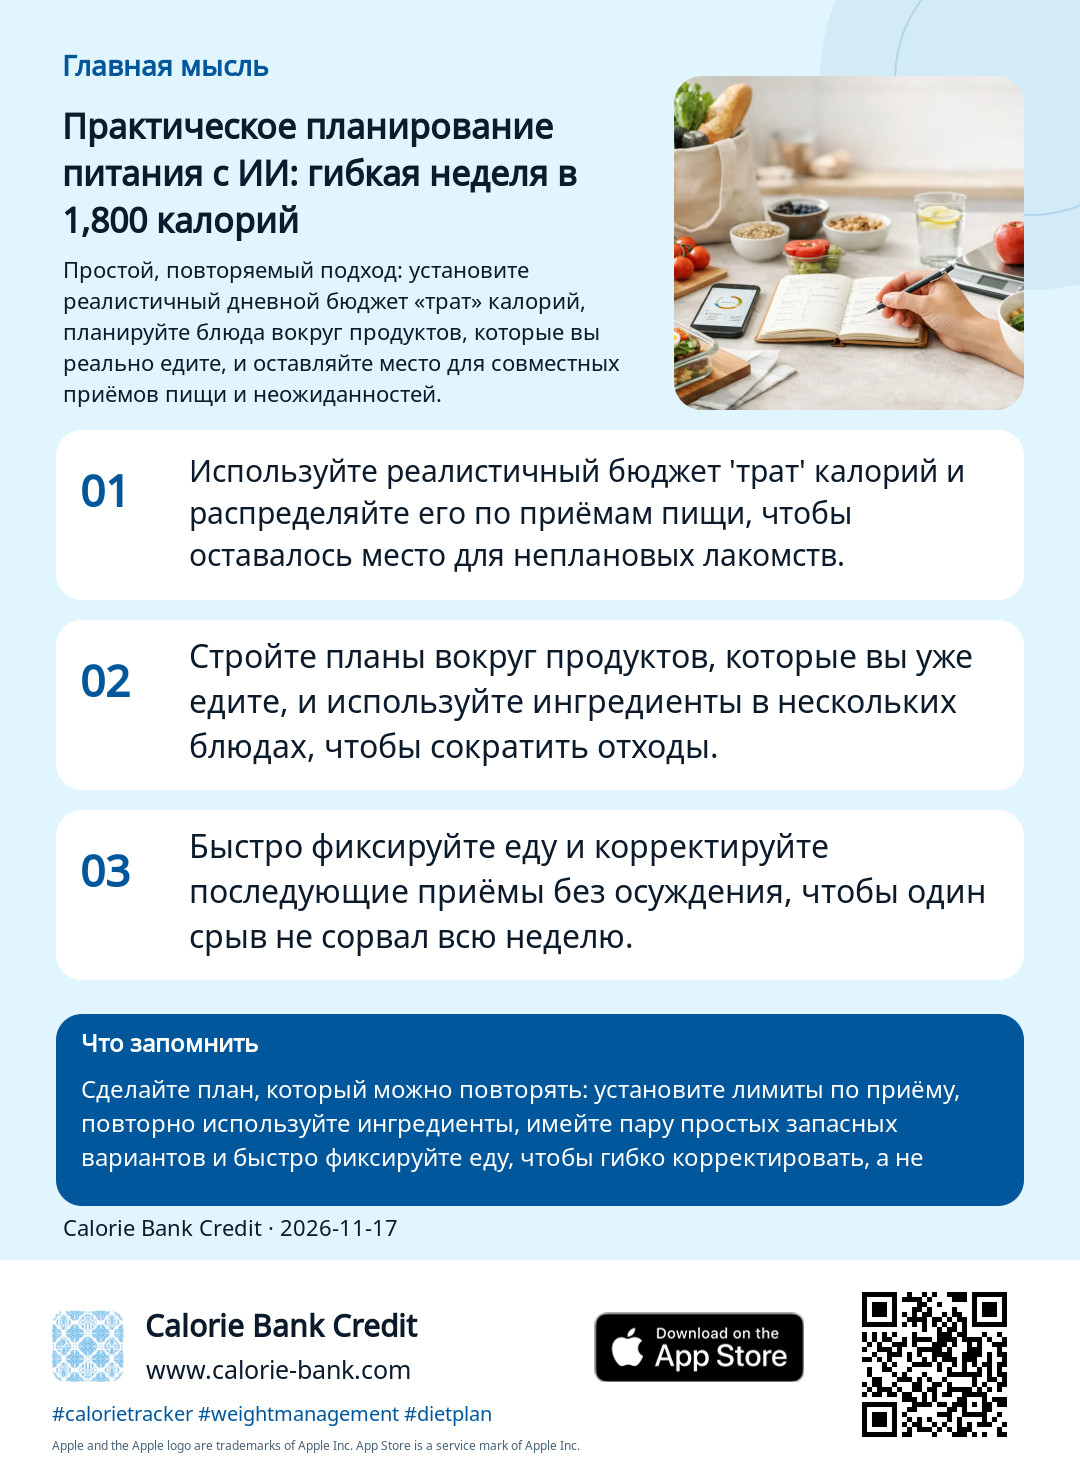 Главная мысль
Практическое планирование
питания с ИИ: гибкая неделя в
1,800 калорий
Простой, повторяемый подход: установите
реалистичный дневной бюджет «трат» калорий,
планируйте блюда вокруг продуктов, которые вы
реально едите, и оставляйте место для совместных
приёмов пищи и неожиданностей.
01
Используйте реалистичный бюджет 'трат' калорий и
распределяйте его по приёмам пищи, чтобы
оставалось место для неплановых лакомств.
02
Стройте планы вокруг продуктов, которые вы уже
едите, и используйте ингредиенты в нескольких
блюдах, чтобы сократить отходы.
03
Быстро фиксируйте еду и корректируйте
последующие приёмы без осуждения, чтобы один
срыв не сорвал всю неделю.
Что запомнить
Сделайте план, который можно повторять: установите лимиты по приёму,
повторно используйте ингредиенты, имейте пару простых запасных
вариантов и быстро фиксируйте еду, чтобы гибко корректировать, а не
Calorie Bank Credit · 2026-11-17
Calorie Bank Credit
www.calorie-bank.com
Download on the
App Store
#calorietracker #weightmanagement #dietplan
Apple and the Apple logo are trademarks of Apple Inc. App Store is a service mark of Apple Inc.